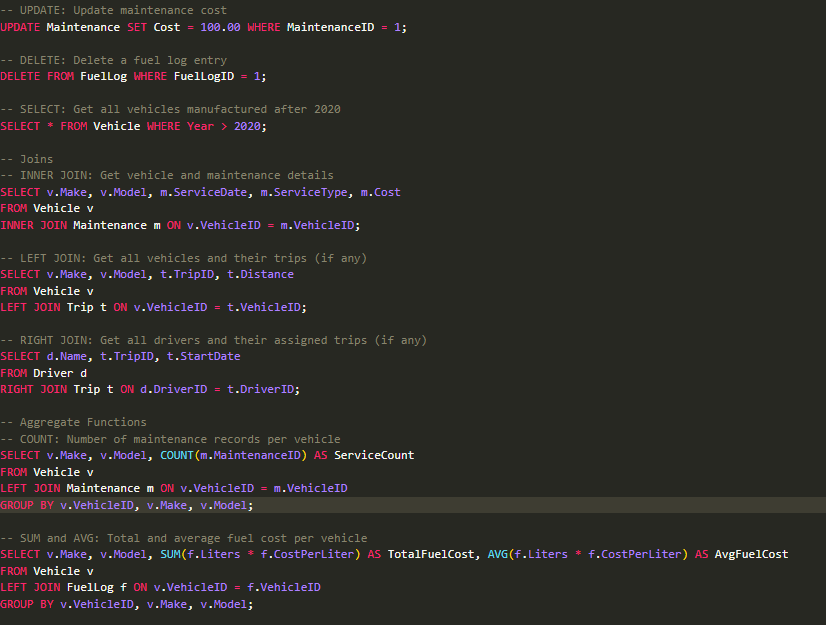 -- UPDATE: Update maintenance cost
UPDATE Maintenance SET Cost = 100.00 WHERE MaintenanceID = 1;
-- DELETE: Delete a fuel log entry
DELETE FROM FuelLog WHERE FuelLogID = 1;
-- SELECT: Get all vehicles manufactured after 2020
SELECT * FROM Vehicle WHERE Year > 2020;
-- Joins
-- INNER JOIN: Get vehicle and maintenance details
SELECT v.Make, v.Model, m.ServiceDate, m.ServiceType, m.Cost
FROM Vehicle v
INNER JOIN Maintenance m ON v.VehicleID = m.VehicleID;
-- LEFT JOIN: Get all vehicles and their trips (if any)
SELECT v.Make, v.Model, t.TripID, t.Distance
FROM Vehicle v
LEFT JOIN Trip t ON v.VehicleID = t.VehicleID;
-- RIGHT JOIN: Get all drivers and their assigned trips (if any)
SELECT d.Name, t.TripID, t.StartDate
FROM Driver d
RIGHT JOIN Trip t ON d.DriverID = t.DriverID;
-- Aggregate Functions
-- COUNT: Number of maintenance records per vehicle
SELECT v.Make, v.Model, COUNT(m.MaintenanceID) AS ServiceCount
FROM Vehicle v
LEFT JOIN Maintenance m ON v.VehicleID = m.VehicleID
GROUP BY v.VehicleID, v.Make, v.Model;
-- SUM and AVG: Total and average fuel cost per vehicle
SELECT v.Make, v.Model, SUM(f.Liters * f.CostPerLiter) AS TotalFuelCost, AVG(f.Liters * f.CostPerLiter) AS AvgFuelCost
FROM Vehicle v
LEFT JOIN FuelLog f ON v.VehicleID = f.VehicleID
GROUP BY v.VehicleID, v.Make, v.Model;